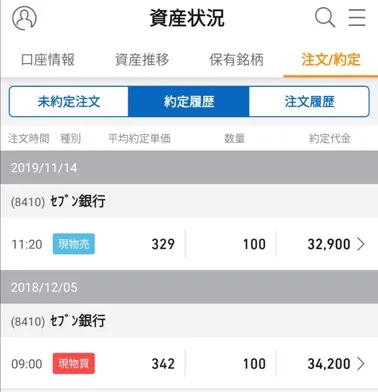 資産状況
口座情報 資産推移 保有銘柄 注文/約定
未約定注文 約定履歴 注文履歴
注文時間 種別 平均約定単価 数量 約定代金
2019/11/14
(8410) ｾﾌﾞﾝ銀行
11:20 現物売 329 100 32,900
2018/12/05
(8410) ｾﾌﾞﾝ銀行
09:00 現物買 342 100 34,200